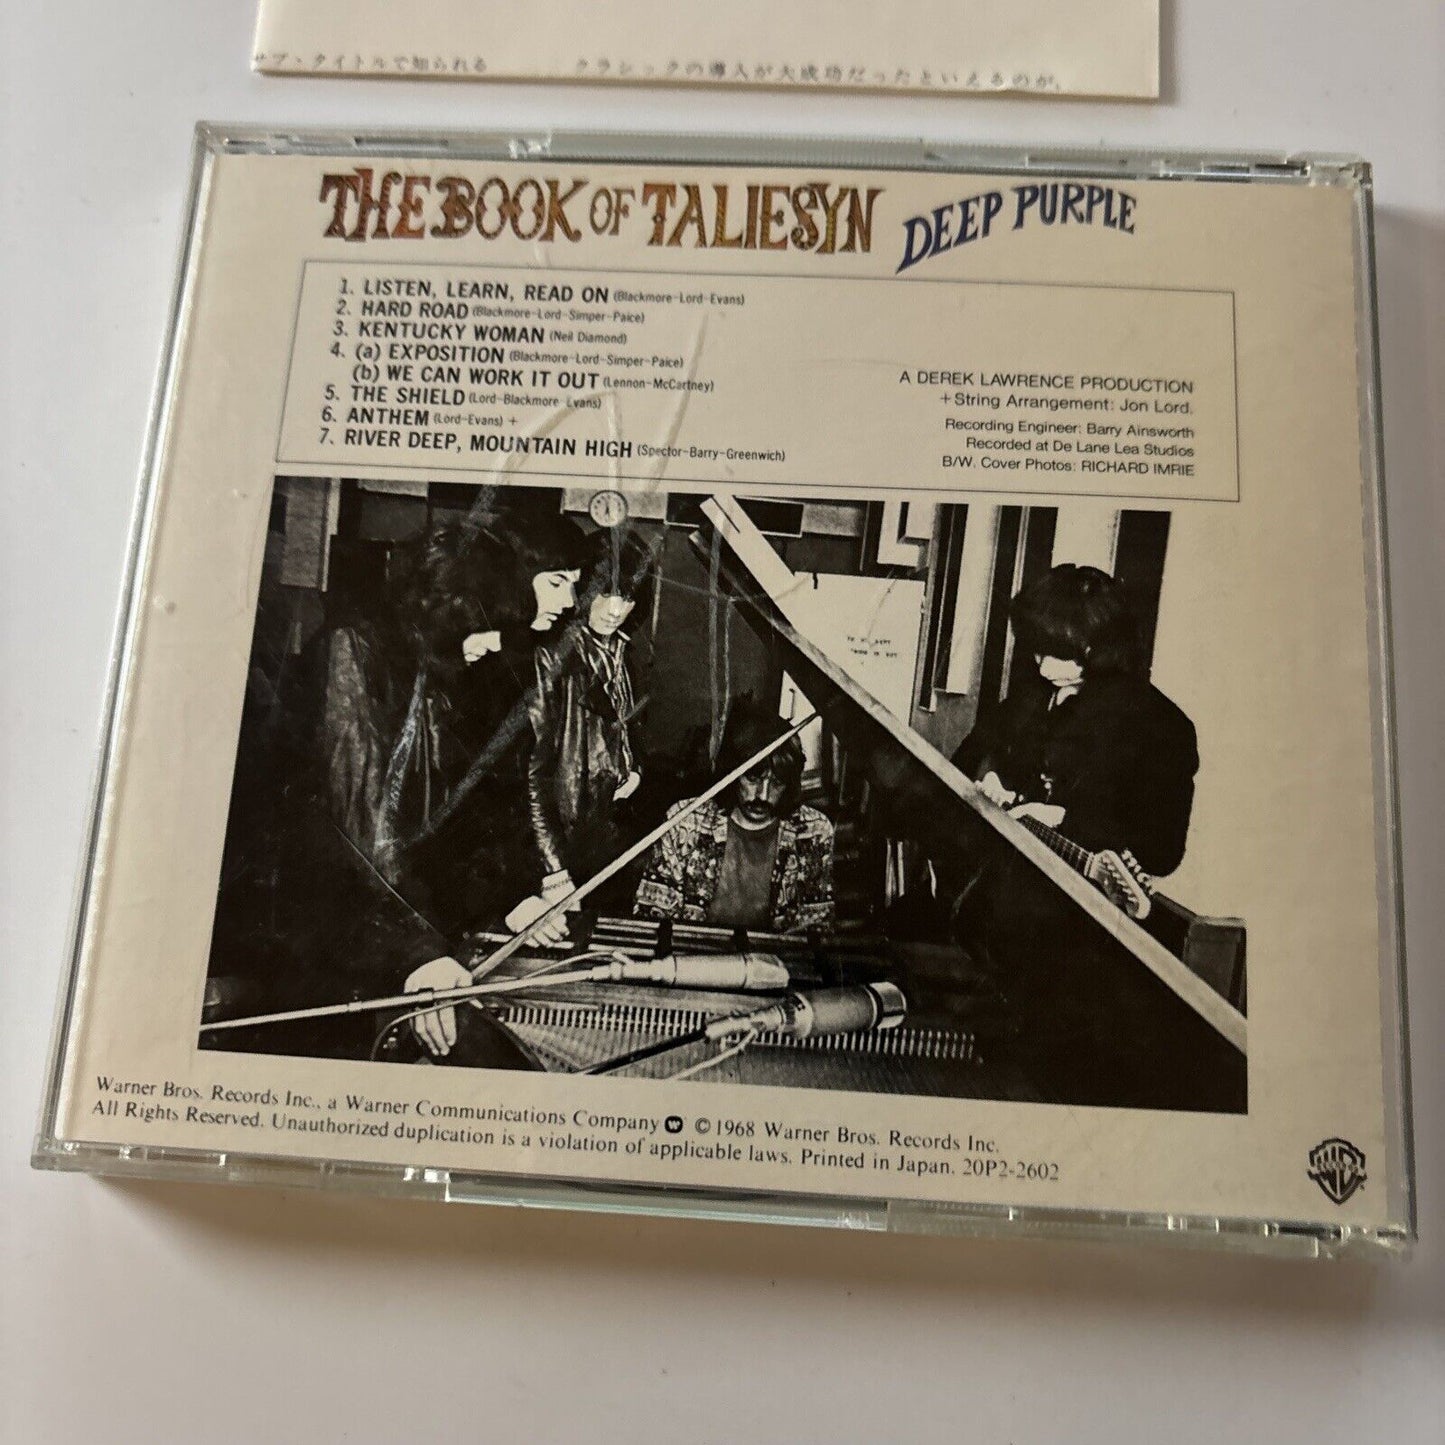 サブ・タイトルで知られる クラシックの導入が大成功だったといえるのが、
THE BOOK OF TALIESYN DEEP PURPLE
1. LISTEN, LEARN, READ ON (Blackmore-Lord-Evans)
2. HARD ROAD (Blackmore-Lord-Simper-Paice)
3. KENTUCKY WOMAN (Neil Diamond)
4. (a) EXPOSITION (Blackmore-Lord-Simper-Paice)
(b) WE CAN WORK IT OUT (Lennon-McCartney)
5. THE SHIELD (Lord-Blackmore-Evans)
6. ANTHEM (Lord-Evans) +
7. RIVER DEEP, MOUNTAIN HIGH (Spector-Barry-Greenwich)
A DEREK LAWRENCE PRODUCTION
+String Arrangement: Jon Lord.
Recording Engineer: Barry Ainsworth
Recorded at De Lane Lea Studios
B/W. Cover Photos: RICHARD IMRIE
Warner Bros. Records Inc., a Warner Communications Company © 1968 Warner Bros. Records Inc.
All Rights Reserved. Unauthorized duplication is a violation of applicable laws. Printed in Japan. 20P2-2602